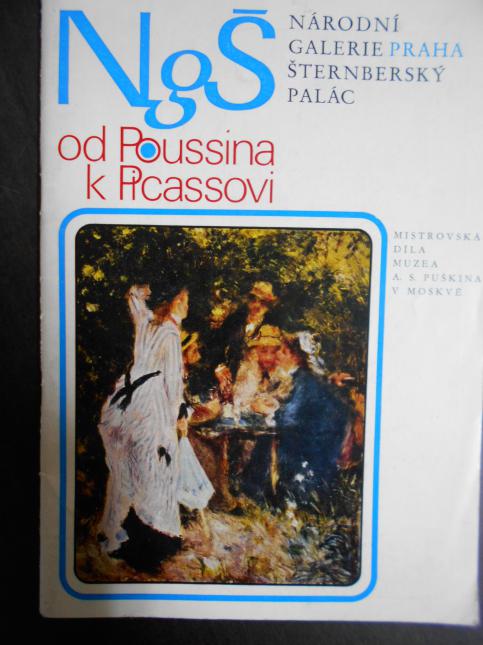 NgŠ
NÁRODNÍ
GALERIE PRAHA
ŠTERNBERSKÝ
PALÁC
od Poussina
k Picassovi
MISTROVSKÁ
DÍLA
MUZEA
A. S. PUŠKINA
V MOSKVĚ